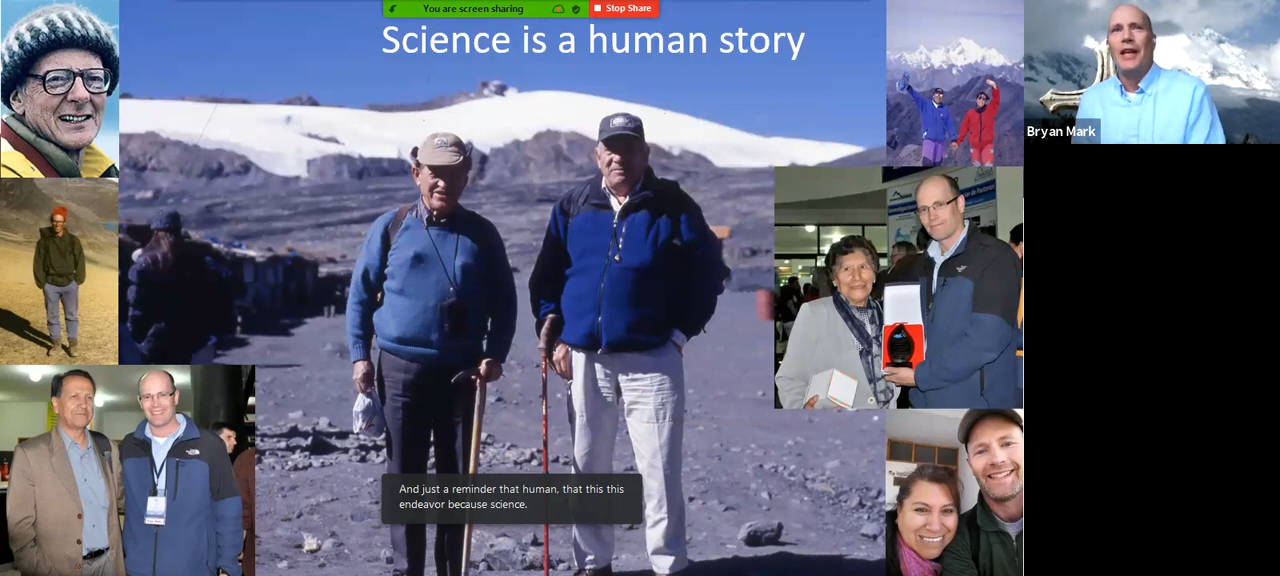 You are screen sharing
Stop Share
Science is a human story
Bryan Mark
And just a reminder that human, that this this
endeavor because science.